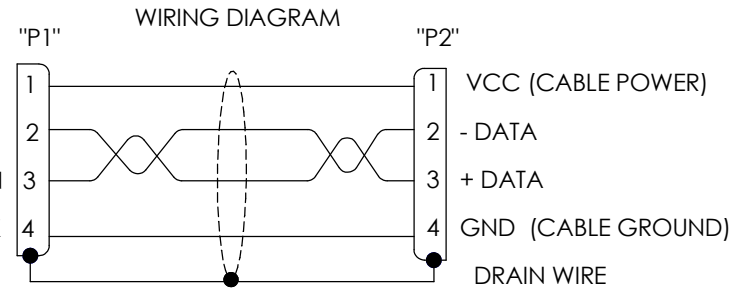 WIRING DIAGRAM
"P1"
"P2"
1
1 VCC (CABLE POWER)
2
2 - DATA
3
3 + DATA
4
4 GND (CABLE GROUND)
DRAIN WIRE